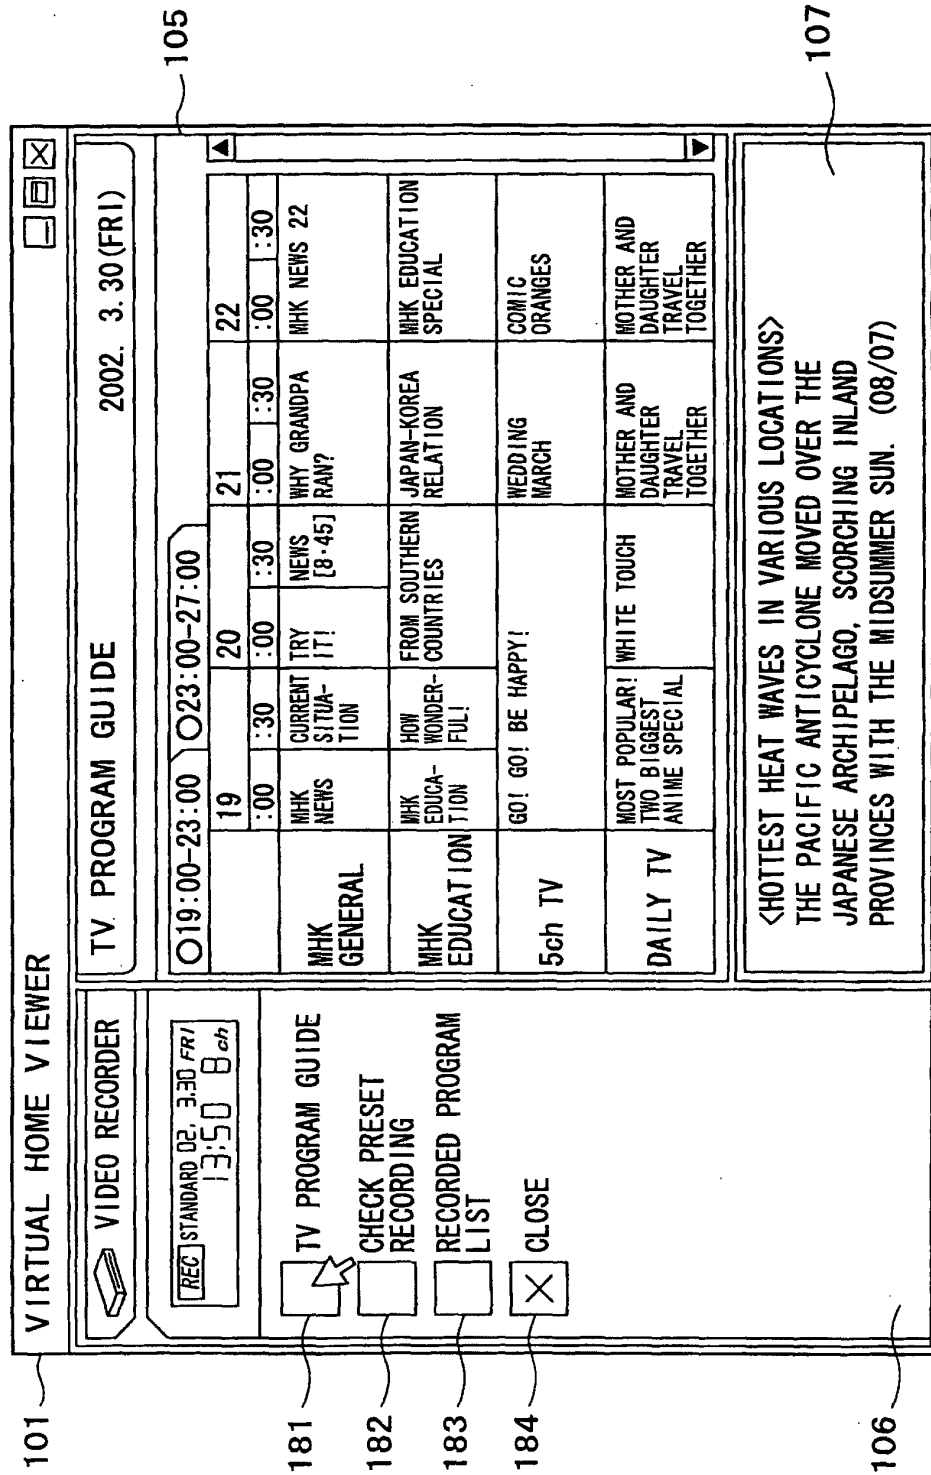 101
VIRTUAL HOME VIEWER
VIDEO RECORDER
REC STANDARD 02. 3.30 FRI
13:50 8 ch
181
TV PROGRAM GUIDE
182
CHECK PRESET
RECORDING
183
RECORDED PROGRAM
LIST
184
CLOSE
106
TV PROGRAM GUIDE 2002. 3. 30 (FRI)
105
○19:00-23:00 ○23:00-27:00
19 20 21 22
:00 :30 :00 :30 :00 :30 :00 :30
MHK
GENERAL
MHK
NEWS
CURRENT
SITUA-
TION
TRY
IT!
NEWS
[8·45]
WHY GRANDPA
RAN?
MHK NEWS 22
MHK
EDUCATION
MHK
EDUCA-
TION
HOW
WONDER-
FUL!
FROM SOUTHERN
COUNTRIES
JAPAN-KOREA
RELATION
MHK EDUCATION
SPECIAL
5ch TV
GO! GO! BE HAPPY!
WEDDING
MARCH
COMIC
ORANGES
DAILY TV
MOST POPULAR!
TWO BIGGEST
ANIME SPECIAL
WHITE TOUCH
MOTHER AND
DAUGHTER
TRAVEL
TOGETHER
MOTHER AND
DAUGHTER
TRAVEL
TOGETHER
107
<HOTTEST HEAT WAVES IN VARIOUS LOCATIONS>
THE PACIFIC ANTICYCLONE MOVED OVER THE
JAPANESE ARCHIPELAGO, SCORCHING INLAND
PROVINCES WITH THE MIDSUMMER SUN. (08/07)